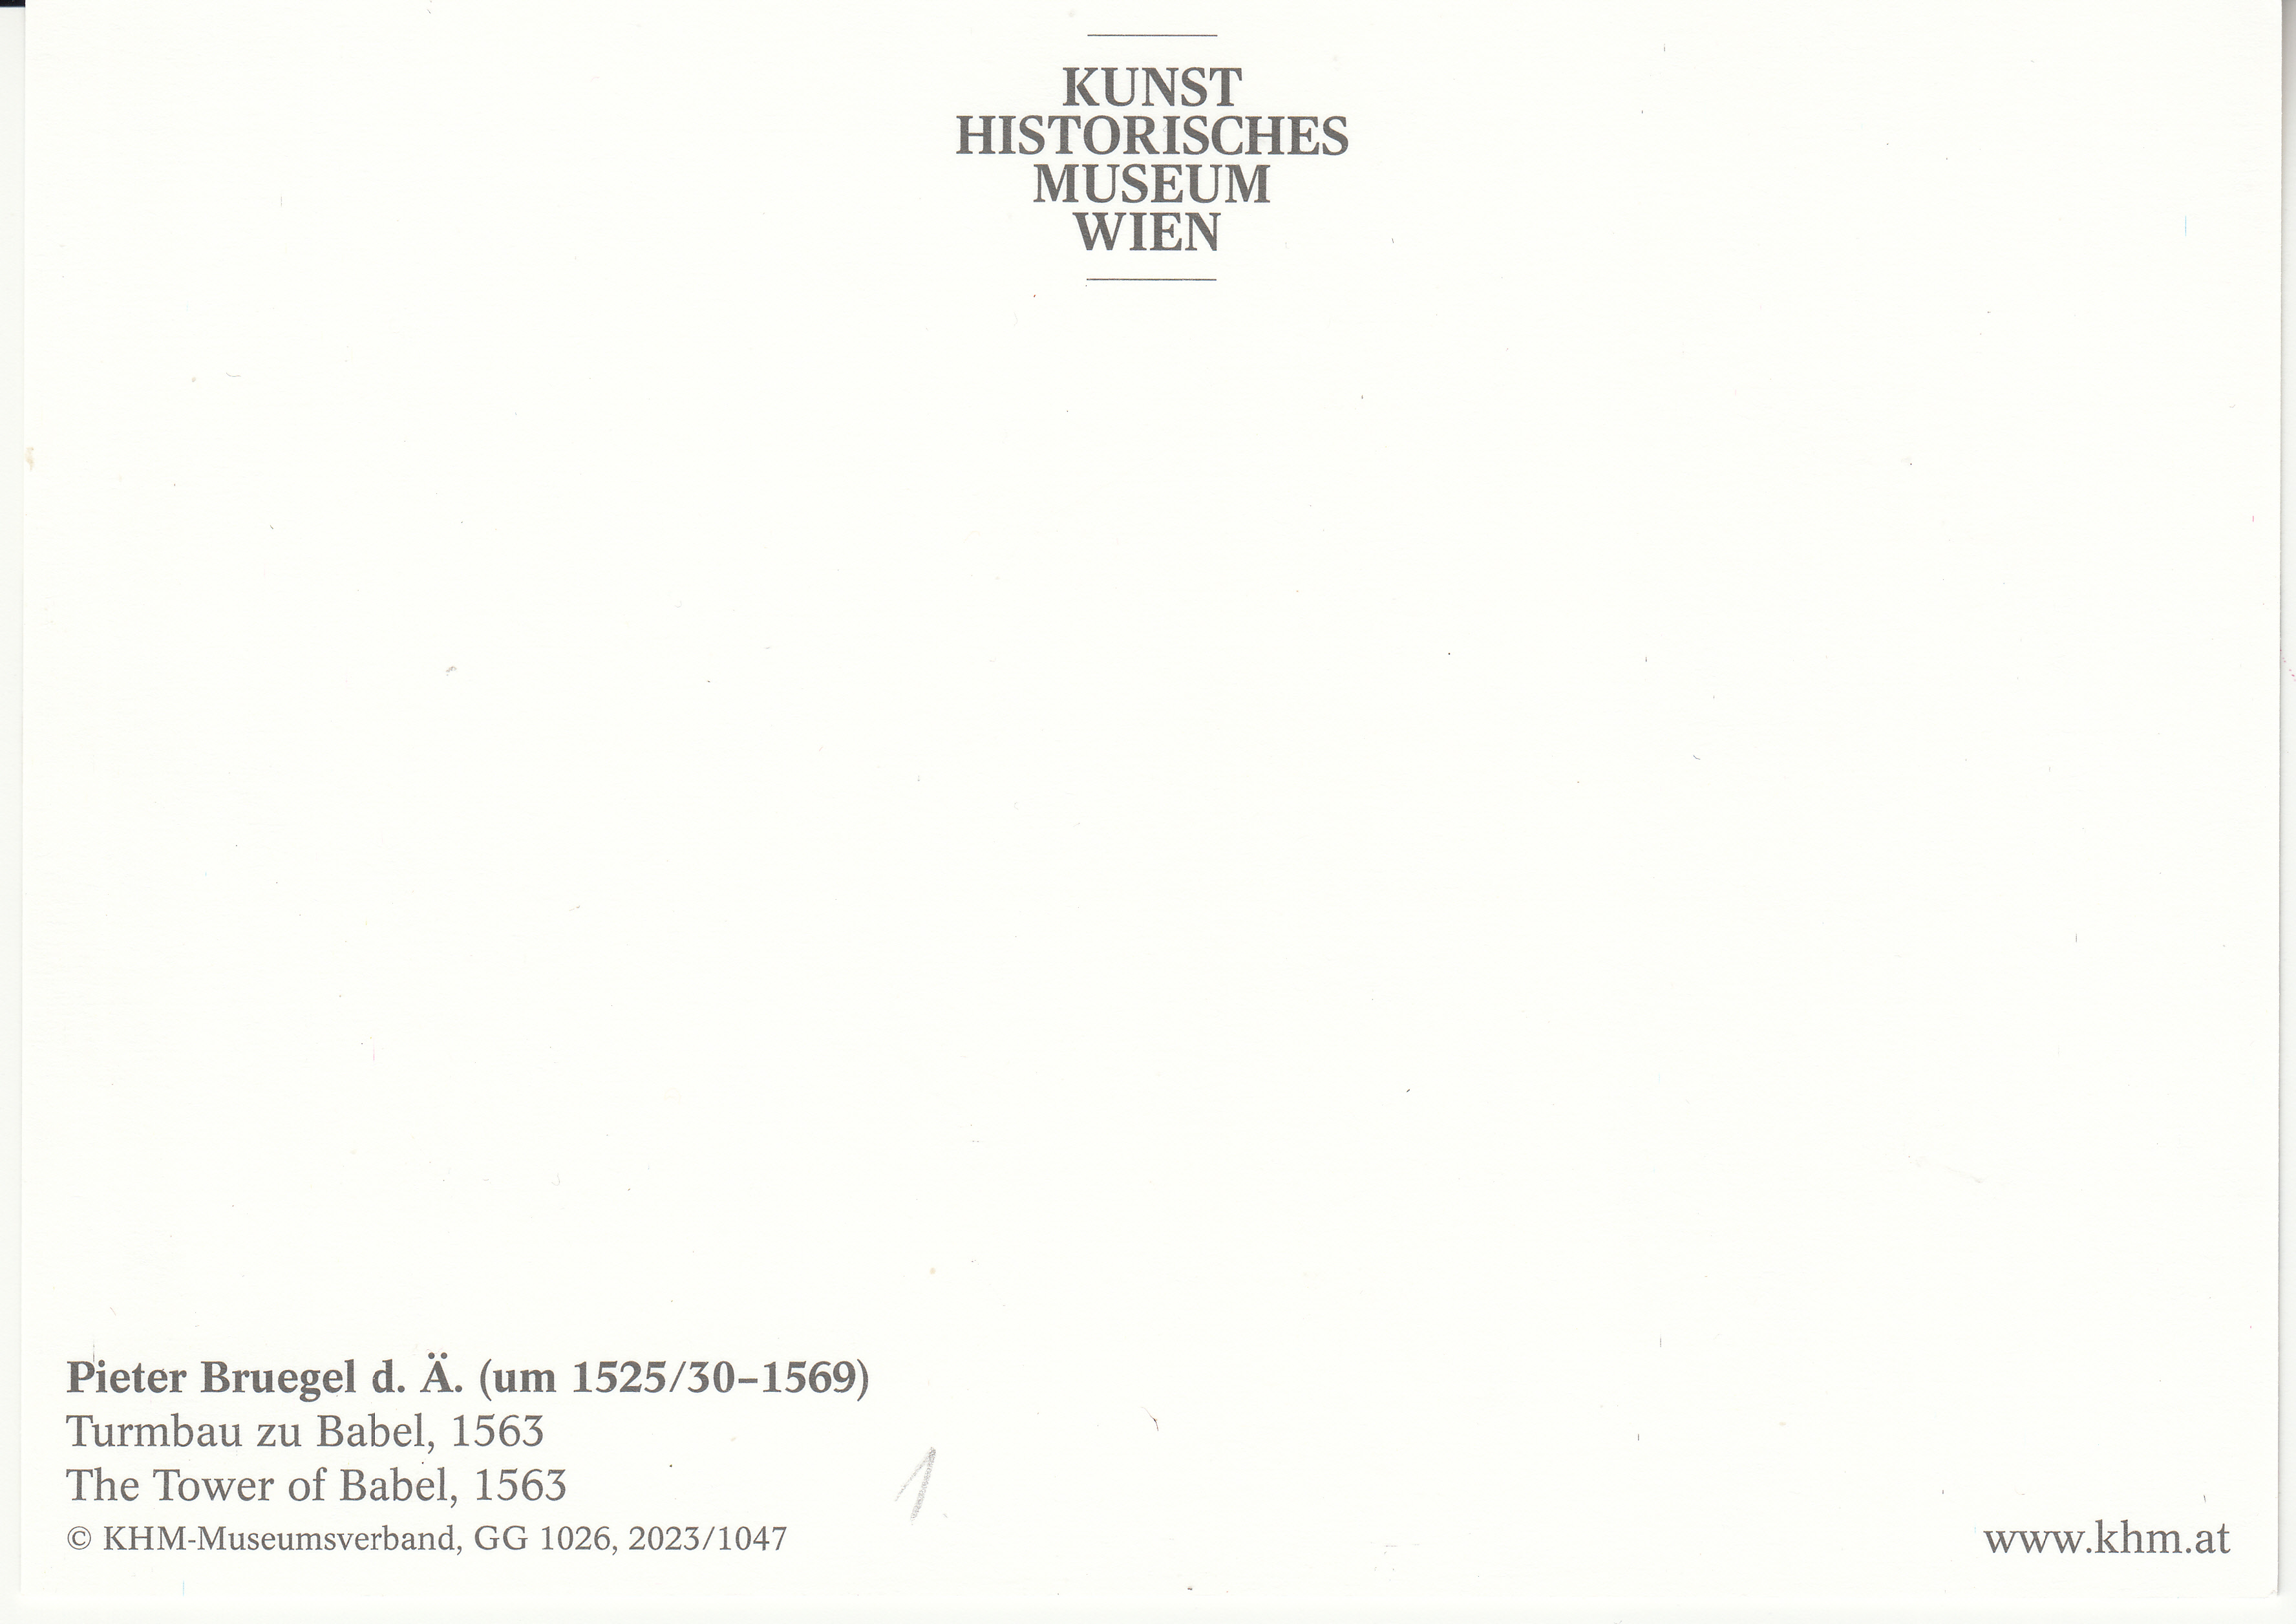 KUNST
HISTORISCHES
MUSEUM
WIEN
Pieter Bruegel d. Ä. (um 1525/30–1569)
Turmbau zu Babel, 1563
The Tower of Babel, 1563
© KHM-Museumsverband, GG 1026, 2023/1047
1
www.khm.at